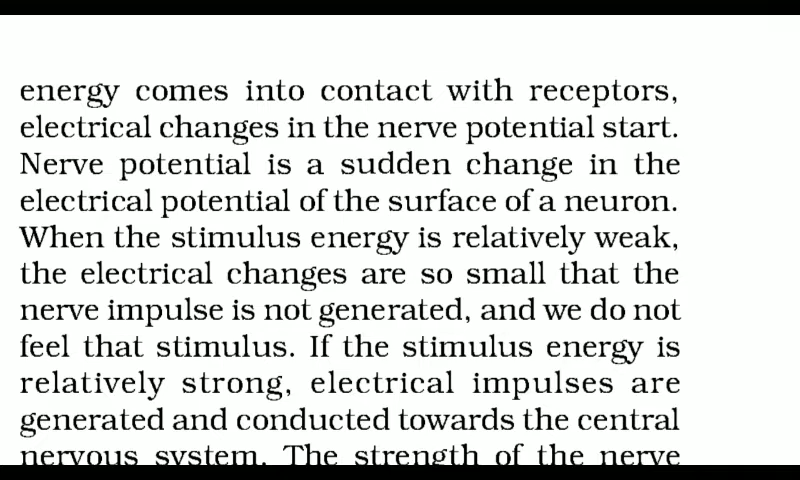 energy comes into contact with receptors,
electrical changes in the nerve potential start.
Nerve potential is a sudden change in the
electrical potential of the surface of a neuron.
When the stimulus energy is relatively weak,
the electrical changes are so small that the
nerve impulse is not generated, and we do not
feel that stimulus. If the stimulus energy is
relatively strong, electrical impulses are
generated and conducted towards the central
nervous system. The strength of the nerve